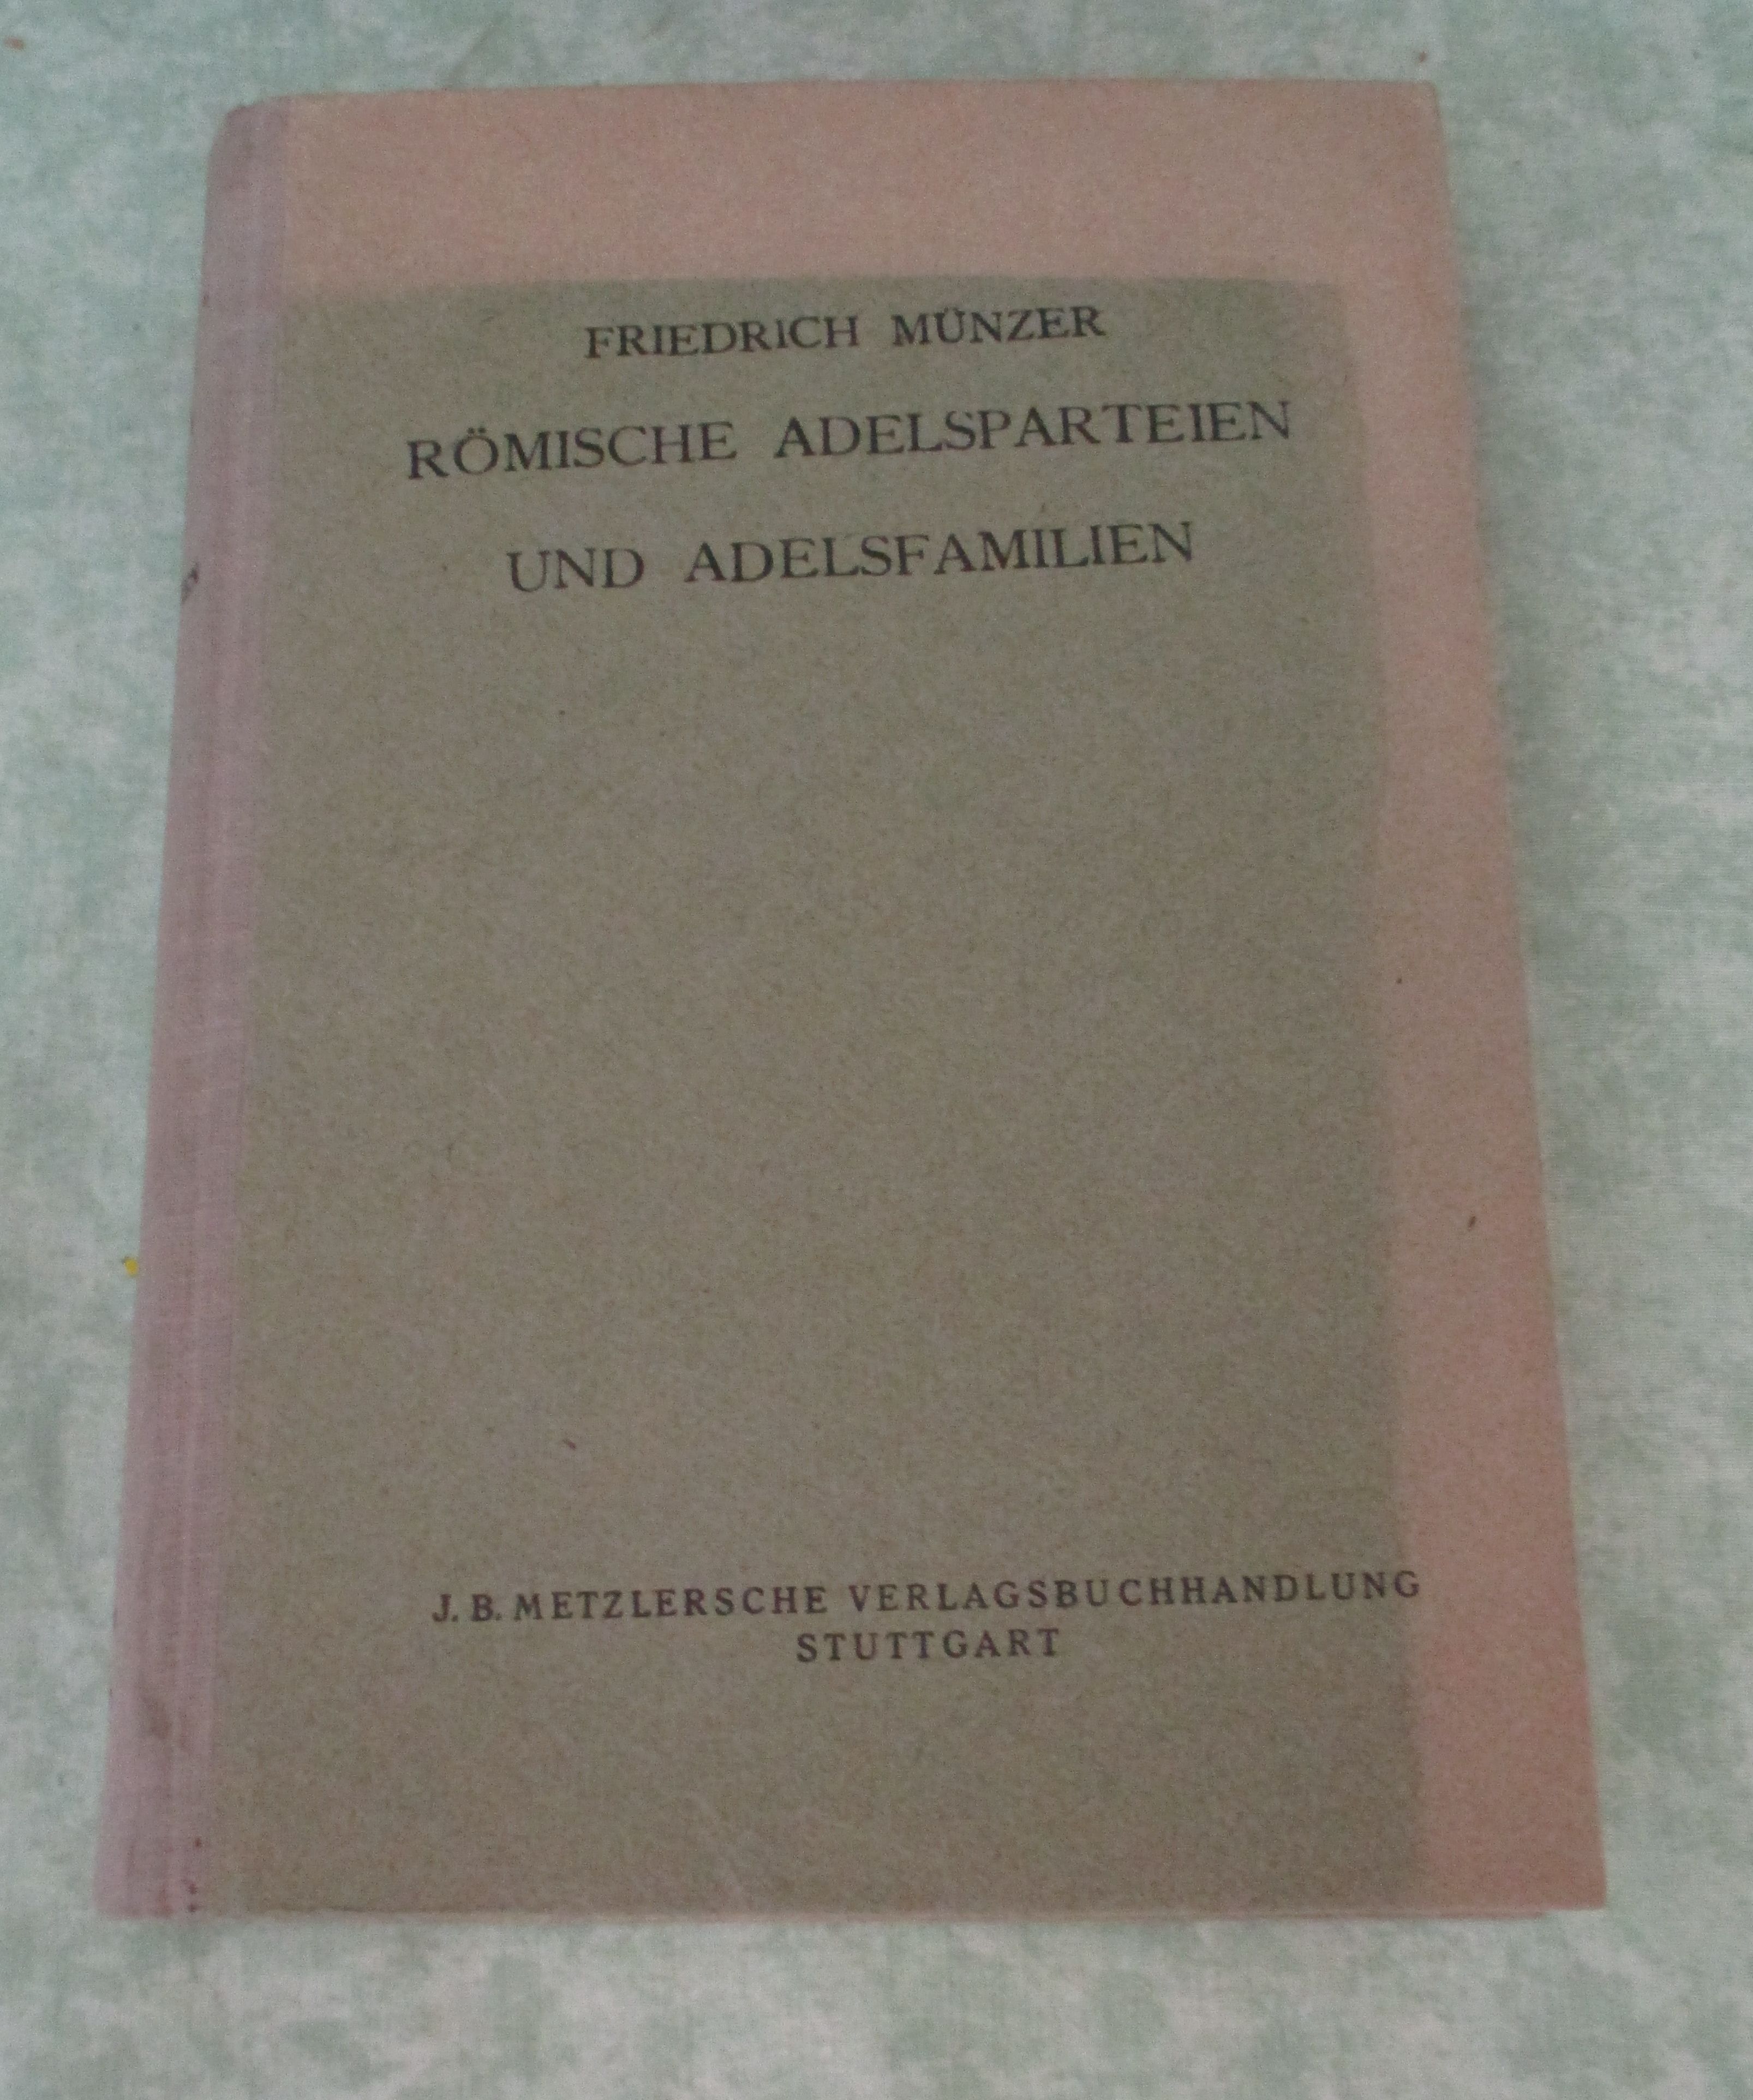 FRIEDRICH MÜNZER
RÖMISCHE ADELSPARTEIEN
UND ADELSFAMILIEN
J. B. METZLERSCHE VERLAGSBUCHHANDLUNG
STUTTGART